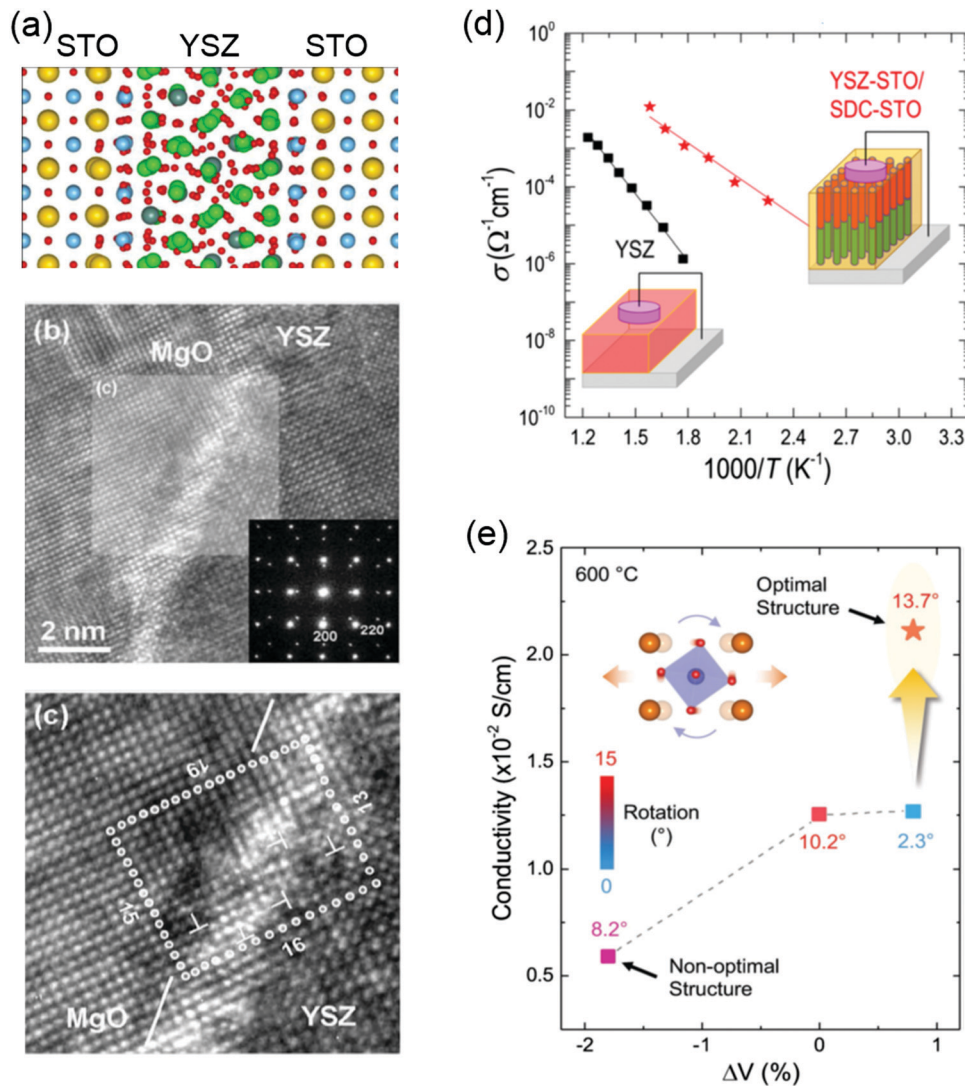 (a)
STO YSZ STO
(b)
MgO
YSZ
(c)
2 nm
200
220
(c)
19
13
15
16
MgO
YSZ
(d)
σ (Ω⁻¹cm⁻¹)
10⁰
10⁻²
10⁻⁴
10⁻⁶
10⁻⁸
10⁻¹⁰
YSZ-STO/
SDC-STO
YSZ
1.2 1.5 1.8 2.1 2.4 2.7 3.0 3.3
1000/T (K⁻¹)
(e)
Conductivity (x10⁻² S/cm)
2.5
2.0
1.5
1.0
0.5
600 °C
Optimal
Structure
13.7°
15
Rotation
(°)
0
10.2°
2.3°
8.2°
Non-optimal
Structure
-2 -1 0 1
ΔV (%)